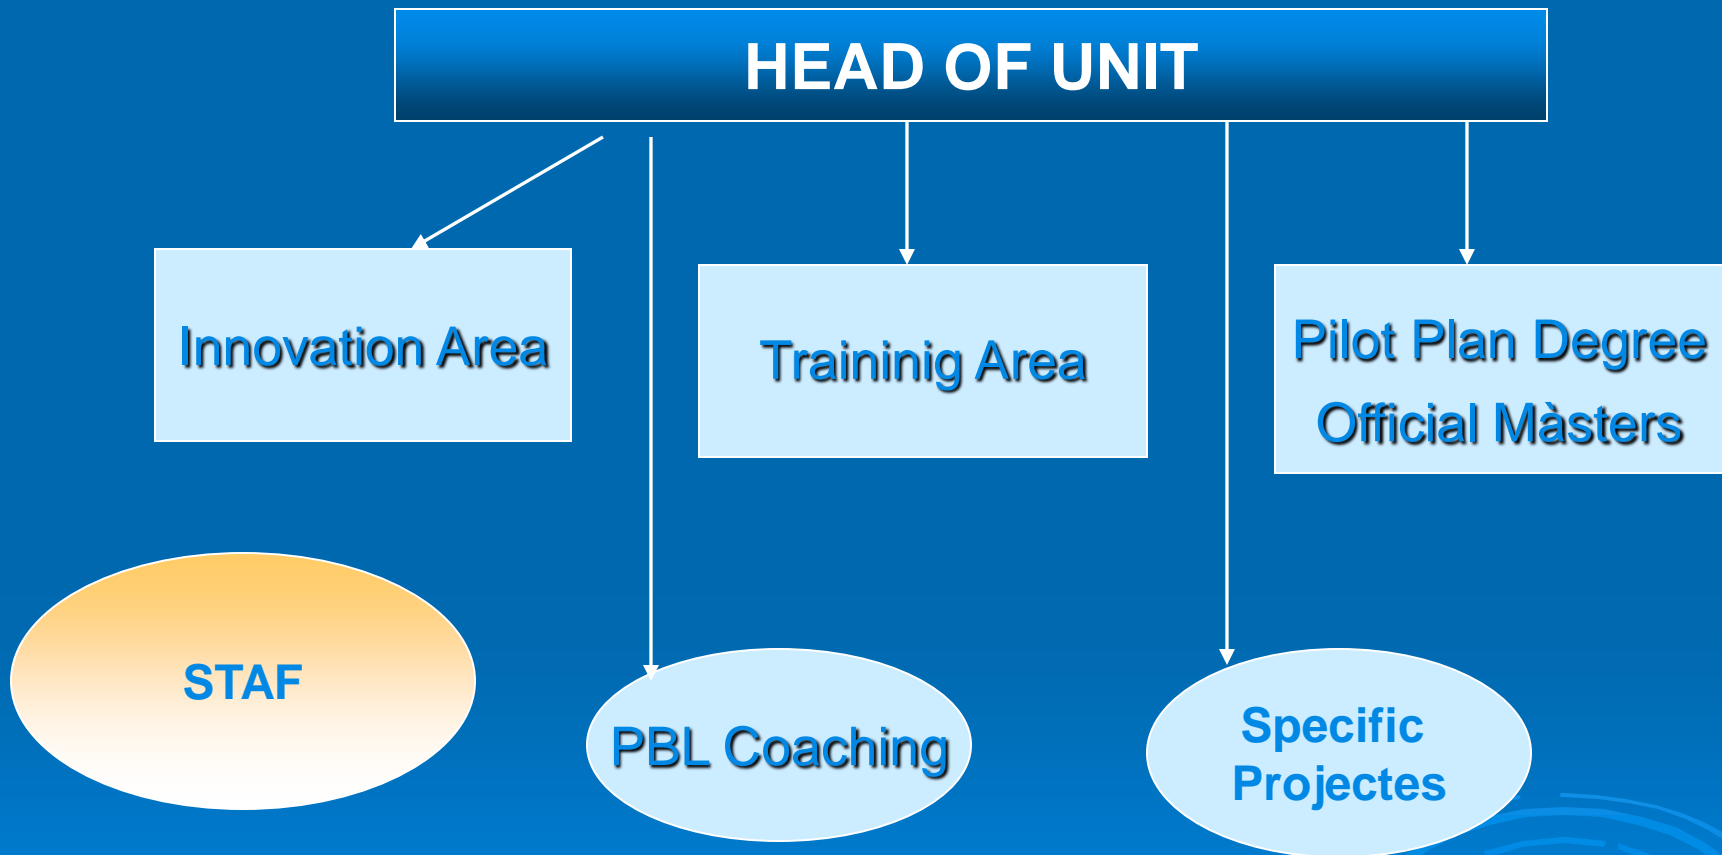 HEAD OF UNIT
Innovation Area
Traininig Area
Pilot Plan Degree
Official Màsters
STAF
PBL Coaching
Specific
Projectes